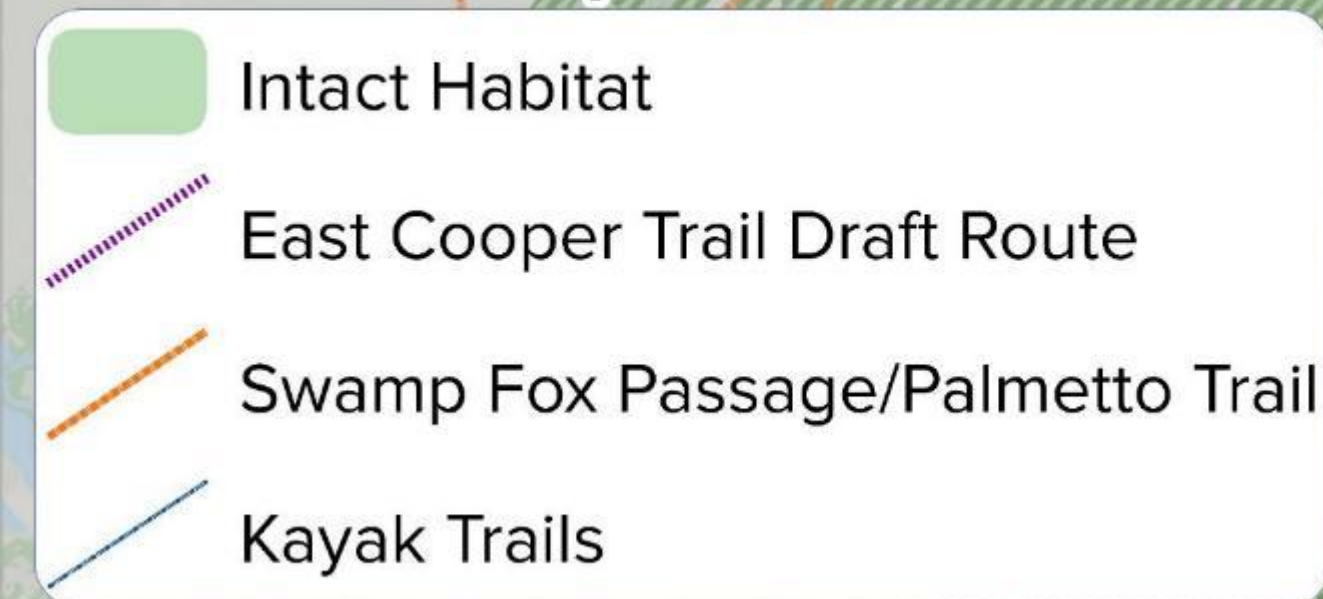 Intact Habitat
East Cooper Trail Draft Route
Swamp Fox Passage/Palmetto Trail
Kayak Trails